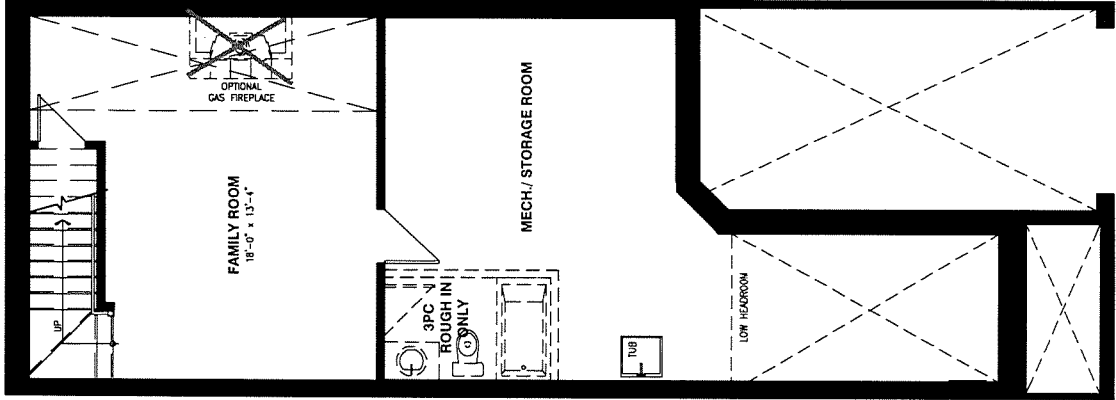 OPTIONAL
GAS FIREPLACE
FAMILY ROOM
18'-0" x 13'-4"
UP
MECH./ STORAGE ROOM
3PC
ROUGH IN
ONLY
TUB
LOW HEADROOM